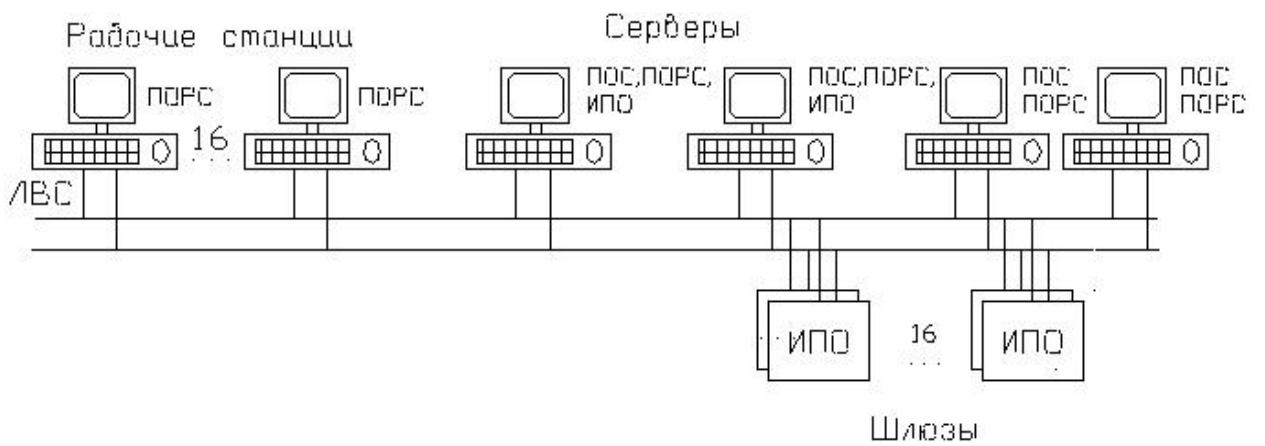 Рабочие станции
Серверы
ПОРС
ПОРС
ПОС,ПОРС,
ИПО
ПОС,ПОРС,
ИПО
ПОС
ПОРС
ПОС
ПОРС
16
...
ЛВС
ИПО
16
...
ИПО
Шлюзы